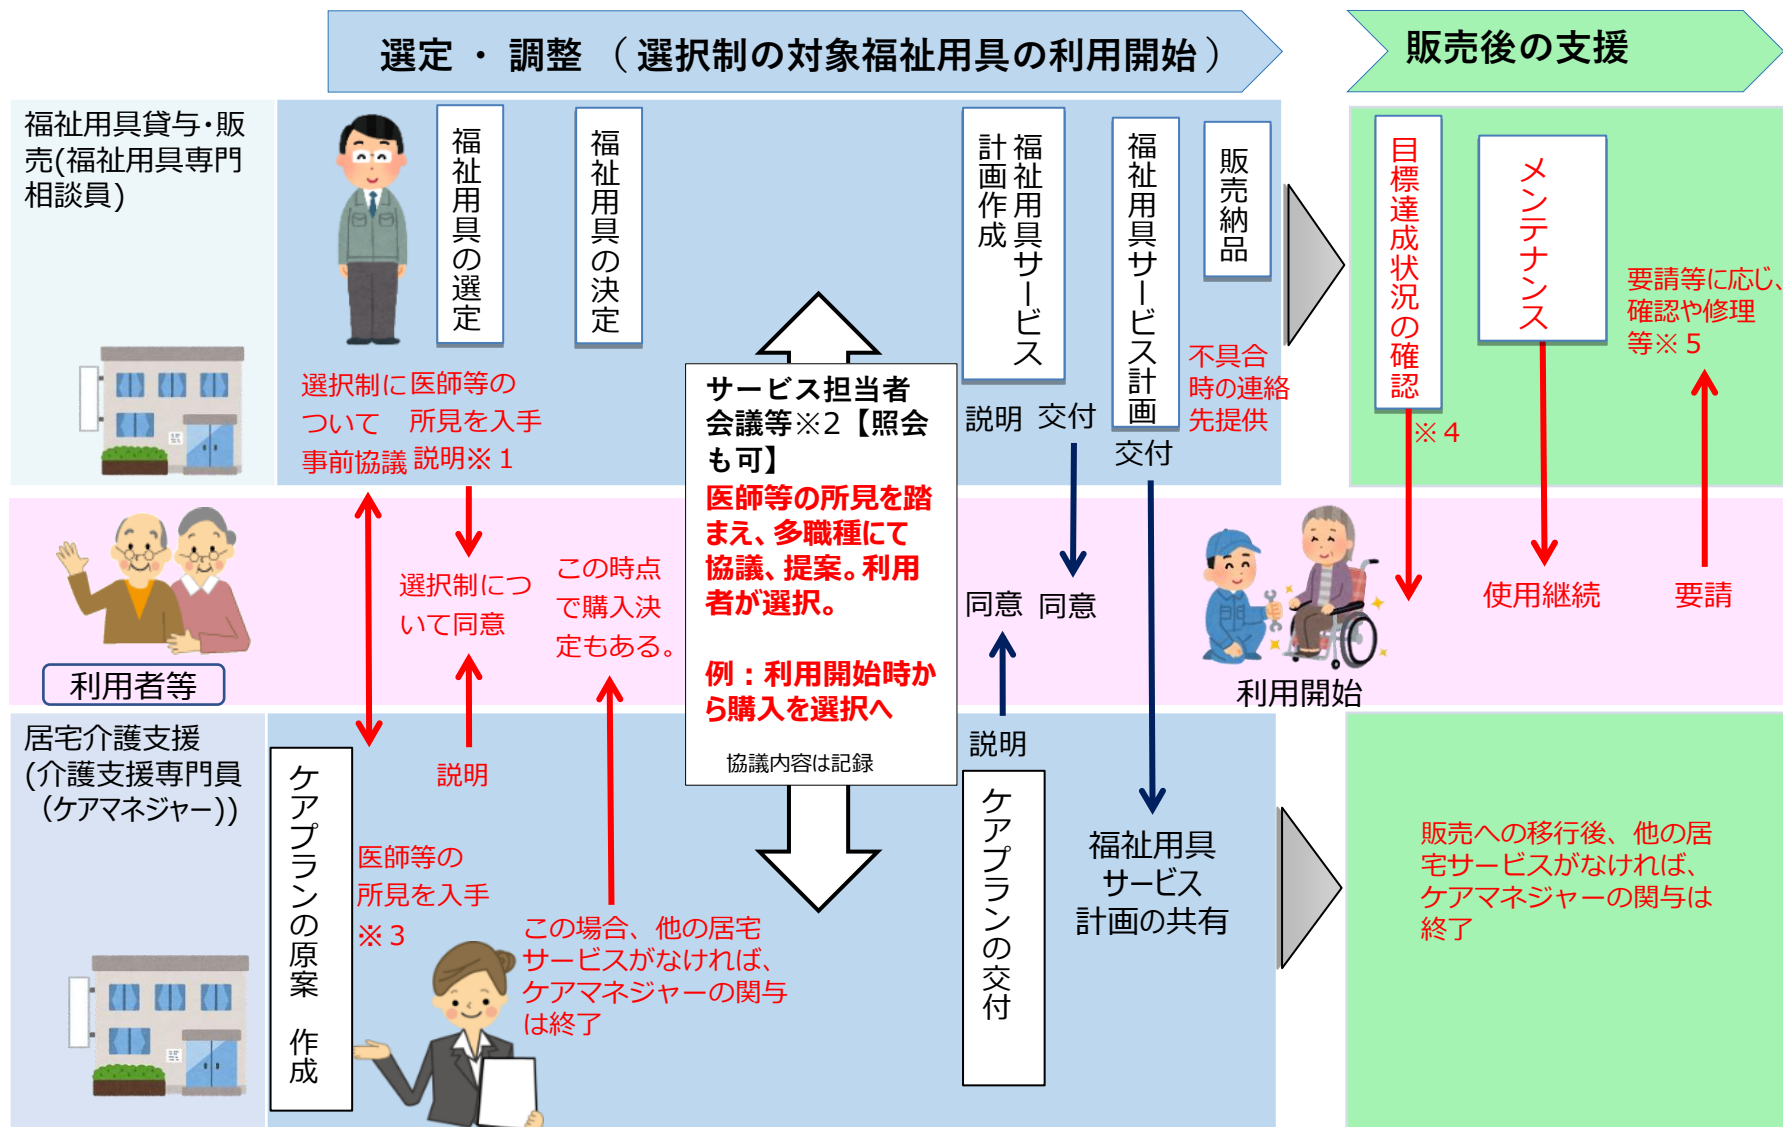 選定 ・ 調整 （ 選択制の対象福祉用具の利用開始 ）
販売後の支援
福祉用具貸与・販
売(福祉用具専門
相談員)
福祉用具の選定
福祉用具の決定
福祉用具サービス
計画作成
福祉用具サービス計画
販売納品
目標達成状況の確認
メンテナンス
要請等に応じ、
確認や修理
等※５
選択制に
ついて
事前協議
医師等の
所見を入手
説明※１
サービス担当者
会議等※2【照会
も可】
医師等の所見を踏
まえ、多職種にて
協議、提案。利用
者が選択。
例：利用開始時か
ら購入を選択へ
協議内容は記録
説明
交付
交付
不具合
時の連絡
先提供
※４
利用者等
選択制につ
いて同意
この時点
で購入決
定もある。
同意
同意
利用開始
使用継続
要請
居宅介護支援
(介護支援専門員
（ケアマネジャー))
ケアプランの原案　作成
説明
医師等の
所見を入手
※３
この場合、他の居宅
サービスがなければ、
ケアマネジャーの関与
は終了
説明
ケアプランの交付
福祉用具
サービス
計画の共有
販売への移行後、他の居
宅サービスがなければ、
ケアマネジャーの関与は
終了